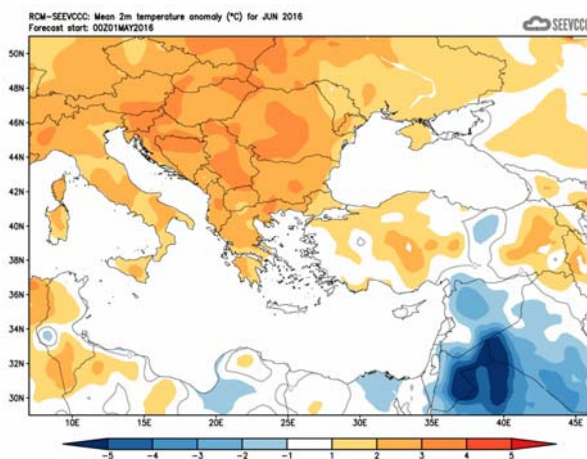 RCM-SEEVCCC: Mean 2m temperature anomaly (°C) for JUN 2016
Forecast start: 00Z01MAY2016
SEEVCCC
50N
48N
46N
44N
42N
40N
38N
36N
34N
32N
30N
10E 15E 20E 25E 30E 35E 40E 45E
-5 -4 -3 -2 -1 1 2 3 4 5